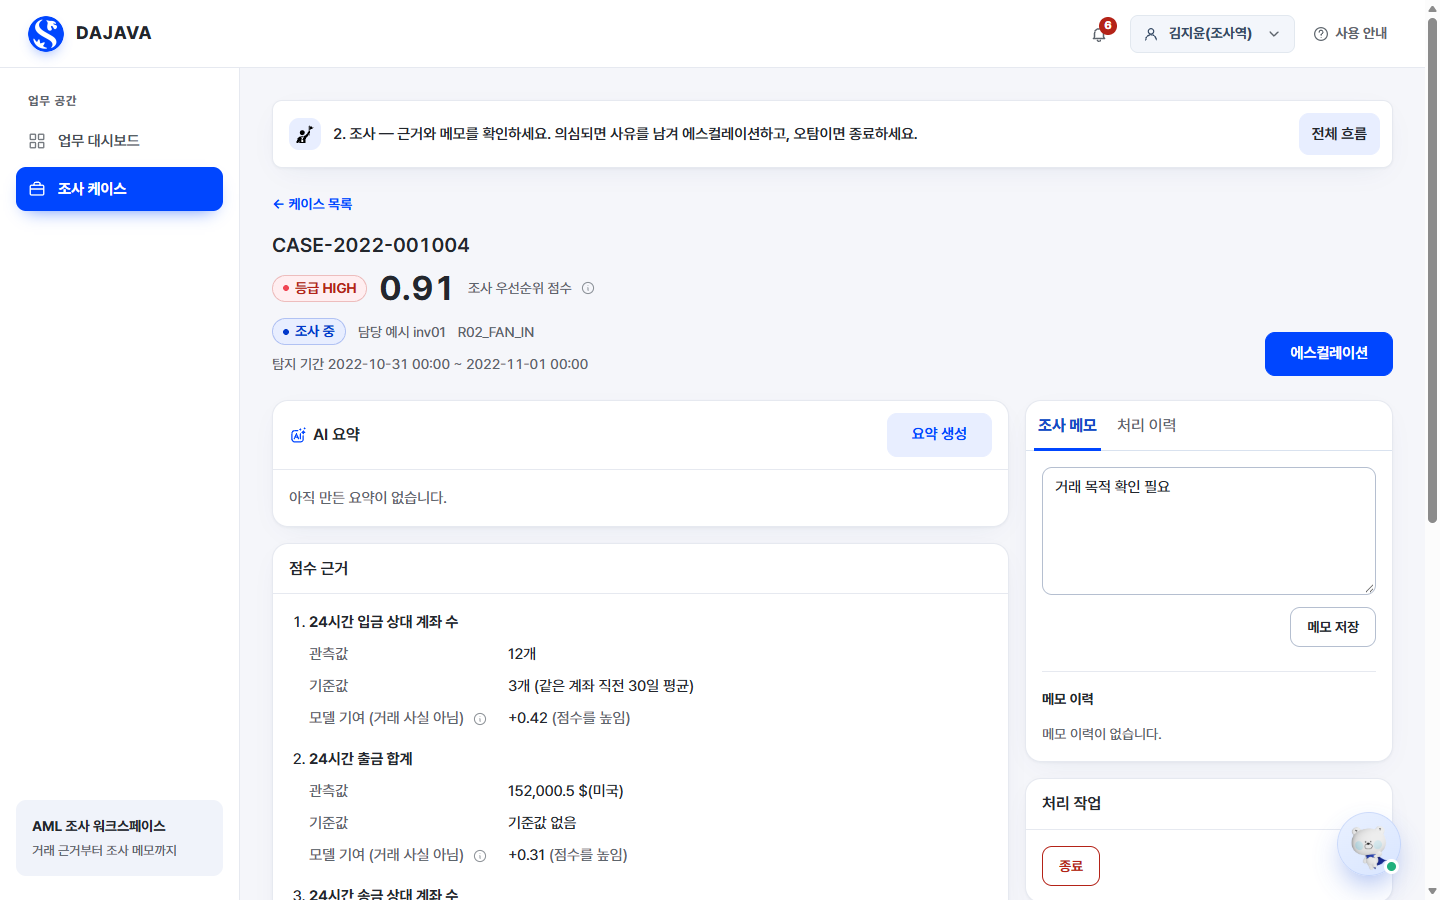 DAJAVA
6
김지윤(조사역)
사용 안내
업무 공간
업무 대시보드
조사 케이스
2. 조사 — 근거와 메모를 확인하세요. 의심되면 사유를 남겨 에스컬레이션하고, 오탐이면 종료하세요.
전체 흐름
← 케이스 목록
CASE-2022-001004
등급 HIGH
0.91
조사 우선순위 점수
조사 중
담당 예시 inv01 R02_FAN_IN
탐지 기간 2022-10-31 00:00 ~ 2022-11-01 00:00
에스컬레이션
AI 요약
요약 생성
아직 만든 요약이 없습니다.
점수 근거
1. 24시간 입금 상대 계좌 수
관측값 12개
기준값 3개 (같은 계좌 직전 30일 평균)
모델 기여 (거래 사실 아님) +0.42 (점수를 높임)
2. 24시간 출금 합계
관측값 152,000.5 $(미국)
기준값 기준값 없음
모델 기여 (거래 사실 아님) +0.31 (점수를 높임)
3. 24시간 송금 상대 계좌 수
조사 메모
처리 이력
거래 목적 확인 필요
메모 저장
메모 이력
메모 이력이 없습니다.
처리 작업
종료
AML 조사 워크스페이스
거래 근거부터 조사 메모까지